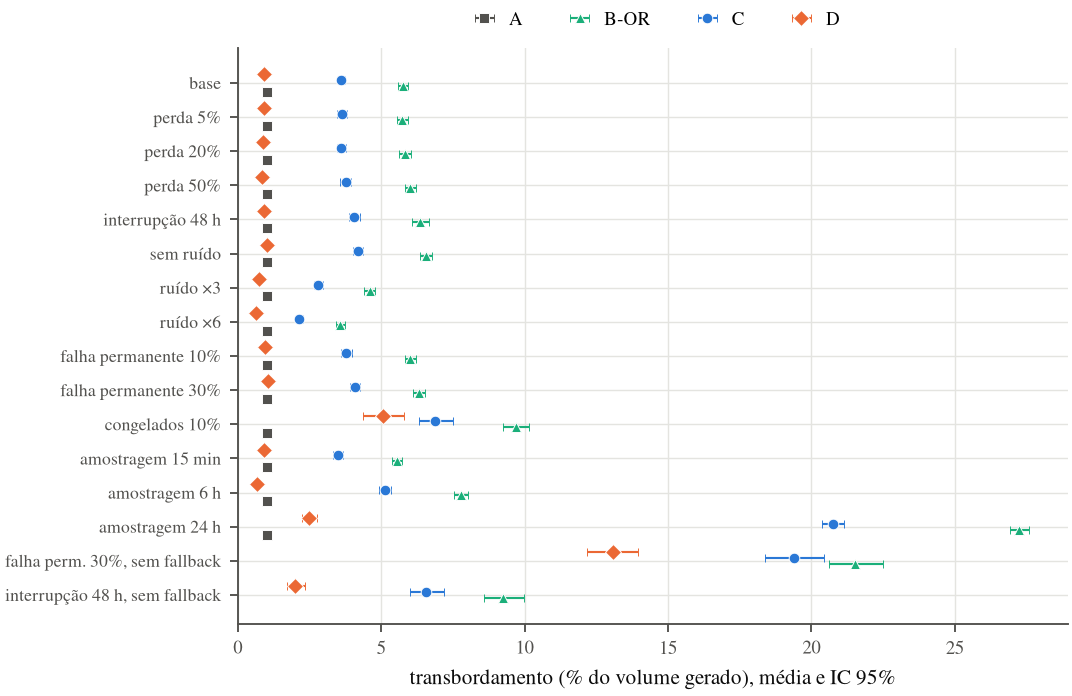 A B-OR C D
base
perda 5%
perda 20%
perda 50%
interrupção 48 h
sem ruído
ruído ×3
ruído ×6
falha permanente 10%
falha permanente 30%
congelados 10%
amostragem 15 min
amostragem 6 h
amostragem 24 h
falha perm. 30%, sem fallback
interrupção 48 h, sem fallback
0 5 10 15 20 25
transbordamento (% do volume gerado), média e IC 95%